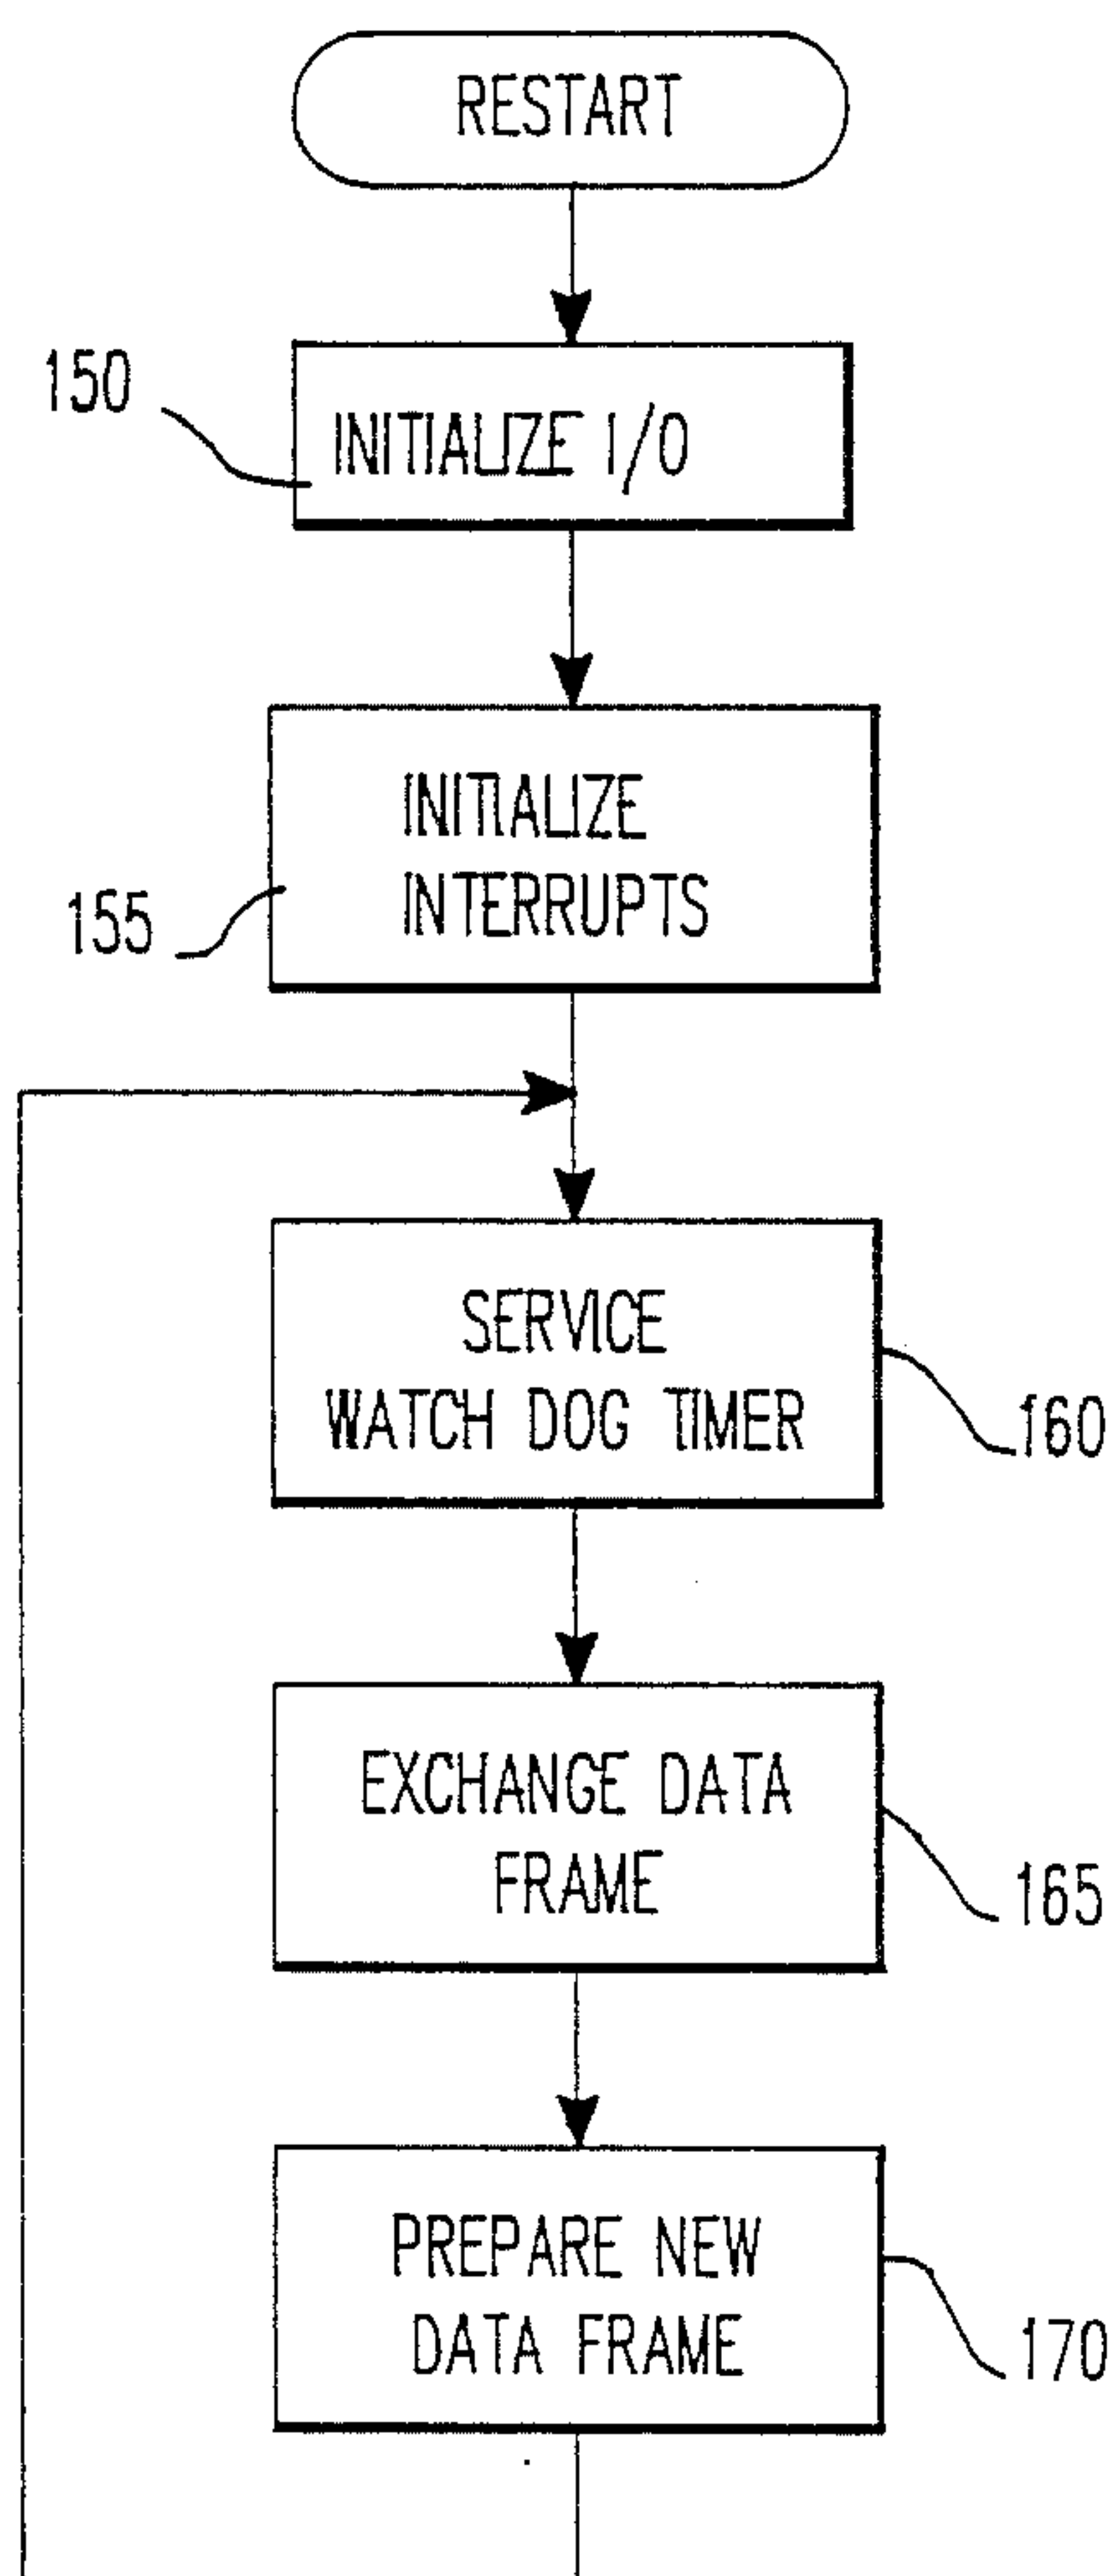 RESTART
150
INITIALIZE I/O
INITIALIZE
INTERRUPTS
155
SERVICE
WATCH DOG TIMER
160
EXCHANGE DATA
FRAME
165
PREPARE NEW
DATA FRAME
170